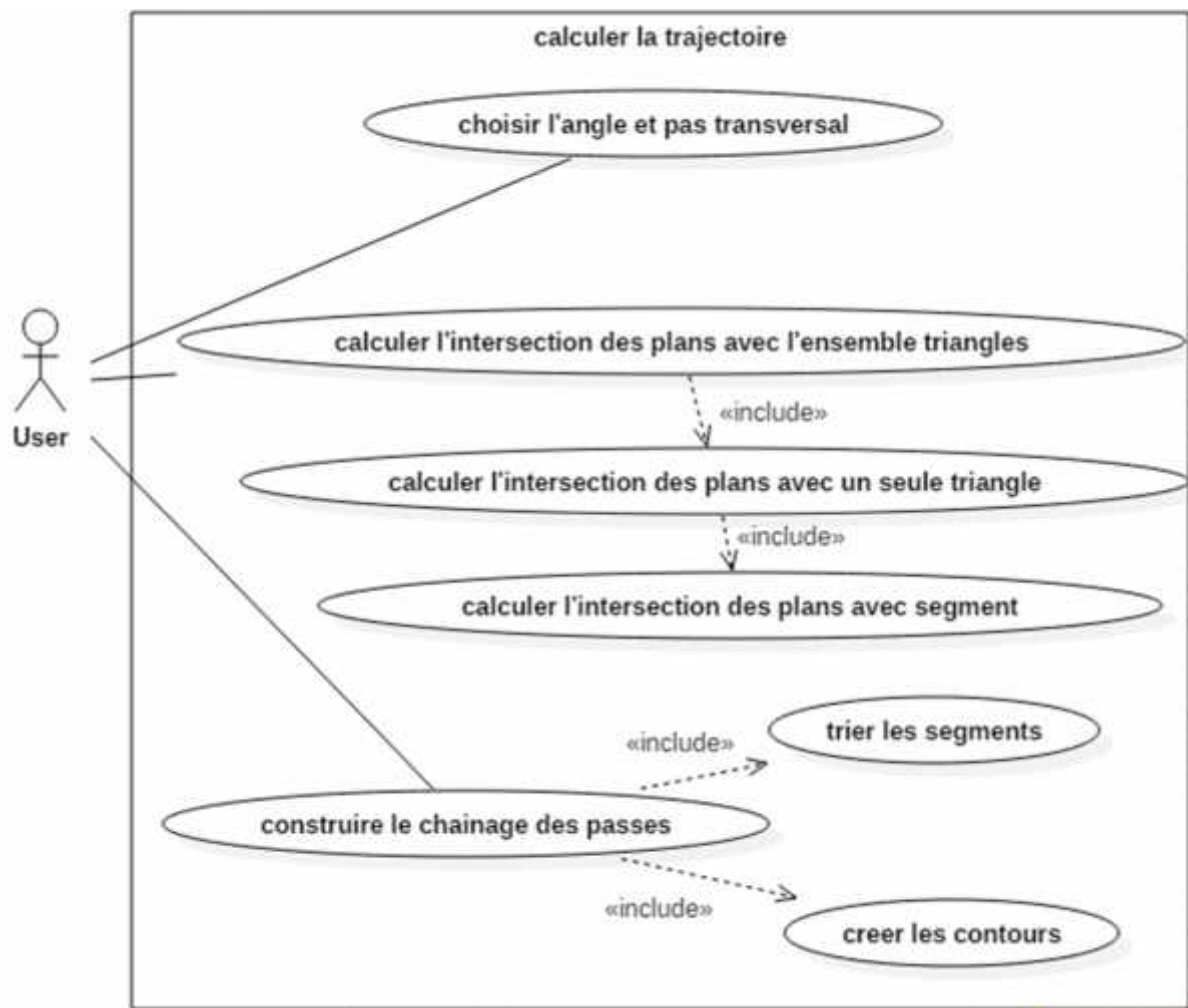 calculer la trajectoire
choisir l'angle et pas transversal
calculer l'intersection des plans avec l'ensemble triangles
«include»
User
calculer l'intersection des plans avec un seule triangle
«include»
calculer l'intersection des plans avec segment
trier les segments
«include»
construire le chainage des passes
«include»
creer les contours